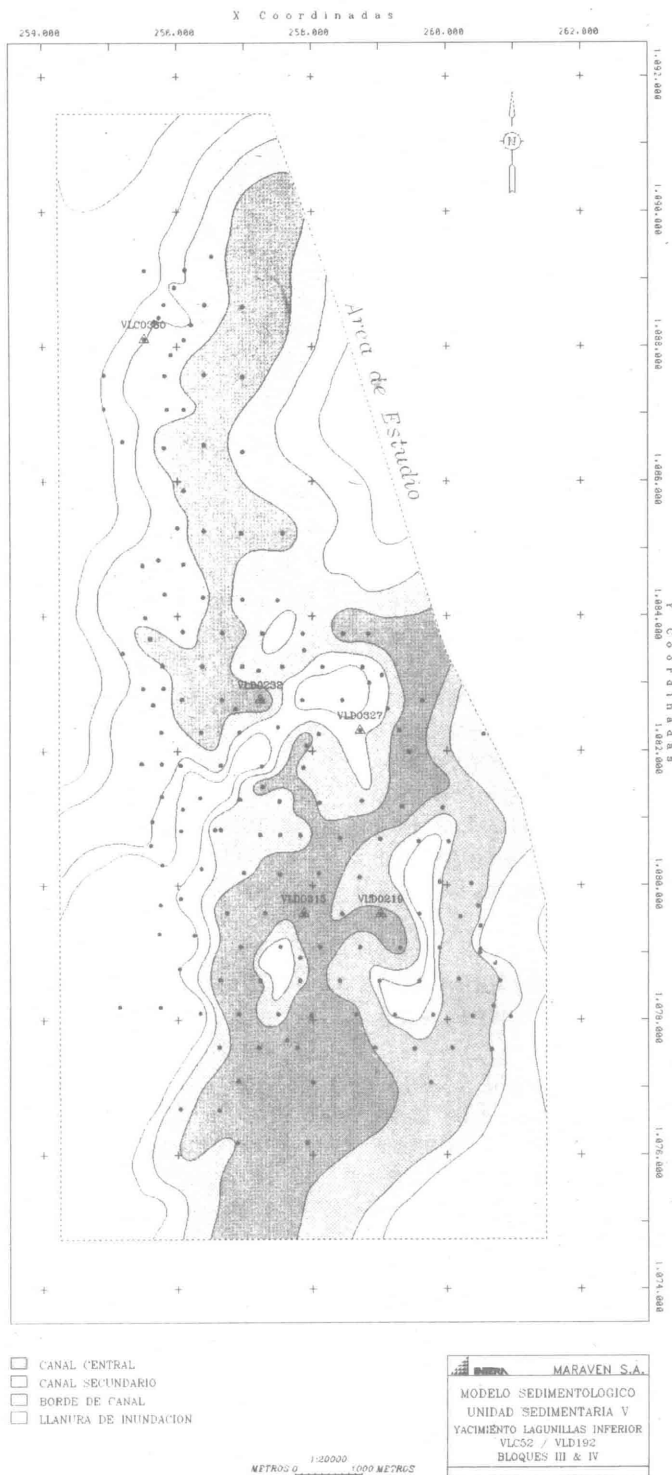 X Coordinadas
254.000 256.000 258.000 260.000 262.000
1.092.000
1.090.000
1.088.000
1.086.000
1.084.000
1.082.000
1.080.000
1.078.000
1.076.000
1.074.000
Y Coordinadas
N
Area de Estudio
VLD0232
VLD0327
VLD0315
VLD0219
CANAL CENTRAL
CANAL SECUNDARIO
BORDE DE CANAL
LLANURA DE INUNDACION
1:20000
METROS 0 1000 METROS
INTERA MARAVEN S.A.
MODELO SEDIMENTOLOGICO
UNIDAD SEDIMENTARIA V
YACIMIENTO LAGUNILLAS INFERIOR
VLC52 / VLD192
BLOQUES III & IV